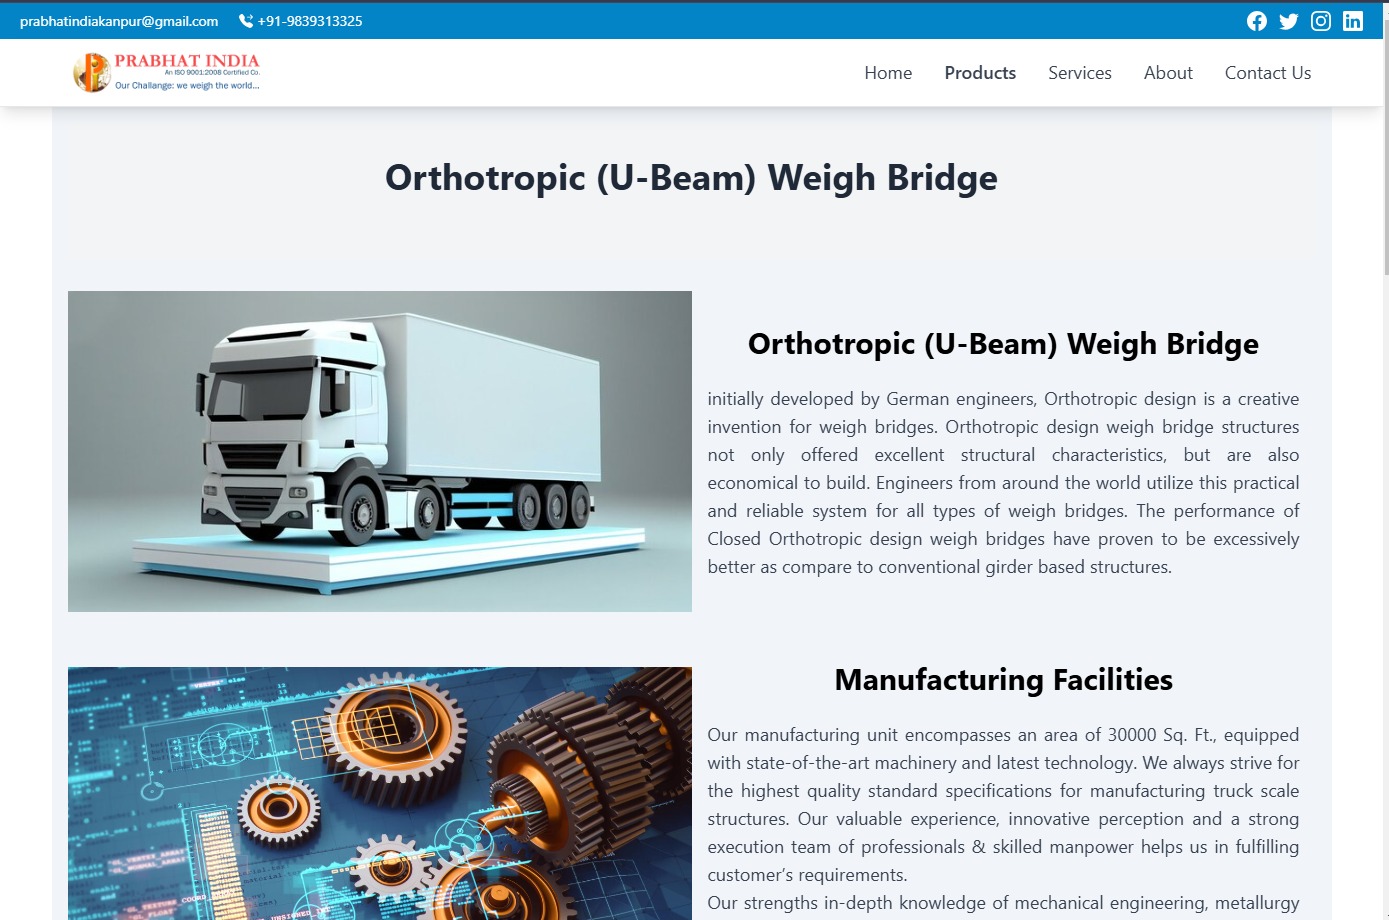 prabhatindiakanpur@gmail.com +91-9839313325
PRABHAT INDIA
An ISO 9001:2008 Certified Co.
Our Challange: we weigh the world...
Home Products Services About Contact Us
Orthotropic (U-Beam) Weigh Bridge
Orthotropic (U-Beam) Weigh Bridge
initially developed by German engineers, Orthotropic design is a creative
invention for weigh bridges. Orthotropic design weigh bridge structures
not only offered excellent structural characteristics, but are also
economical to build. Engineers from around the world utilize this practical
and reliable system for all types of weigh bridges. The performance of
Closed Orthotropic design weigh bridges have proven to be excessively
better as compare to conventional girder based structures.
Manufacturing Facilities
Our manufacturing unit encompasses an area of 30000 Sq. Ft., equipped
with state-of-the-art machinery and latest technology. We always strive for
the highest quality standard specifications for manufacturing truck scale
structures. Our valuable experience, innovative perception and a strong
execution team of professionals & skilled manpower helps us in fulfilling
customer’s requirements.
Our strengths in-depth knowledge of mechanical engineering, metallurgy